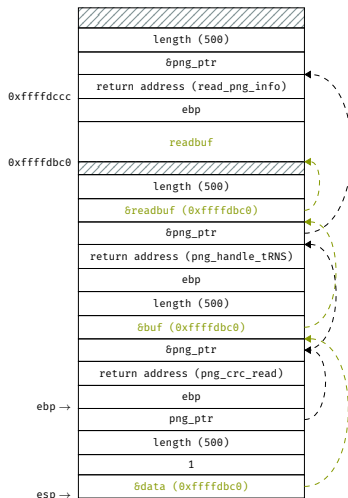 length (500)
&png_ptr
return address (read_png_info)
0xffffdccc
ebp
readbuf
0xffffdbc0
length (500)
&readbuf (0xffffdbc0)
&png_ptr
return address (png_handle_tRNS)
ebp
length (500)
&buf (0xffffdbc0)
&png_ptr
return address (png_crc_read)
ebp
ebp →
png_ptr
length (500)
1
&data (0xffffdbc0)
esp →